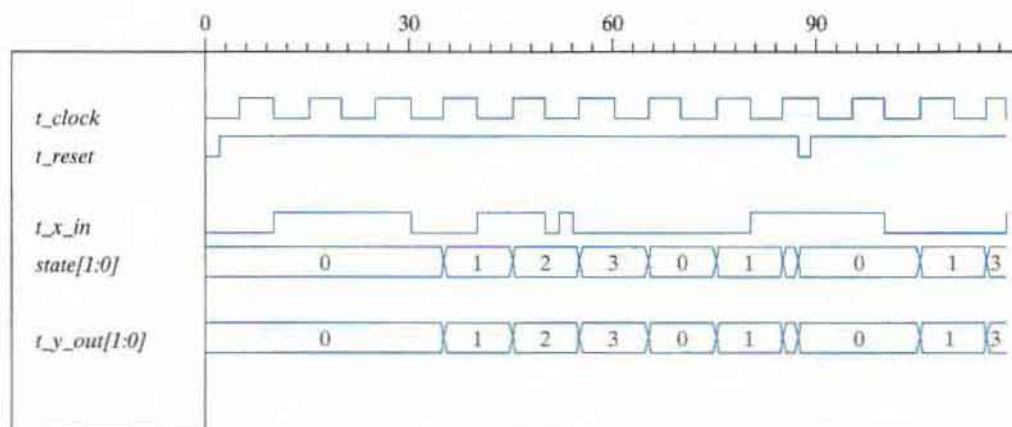 0 30 60 90
t_clock
t_reset
t_x_in
state[1:0] 0 1 2 3 0 1 0 1 3
t_y_out[1:0] 0 1 2 3 0 1 0 1 3